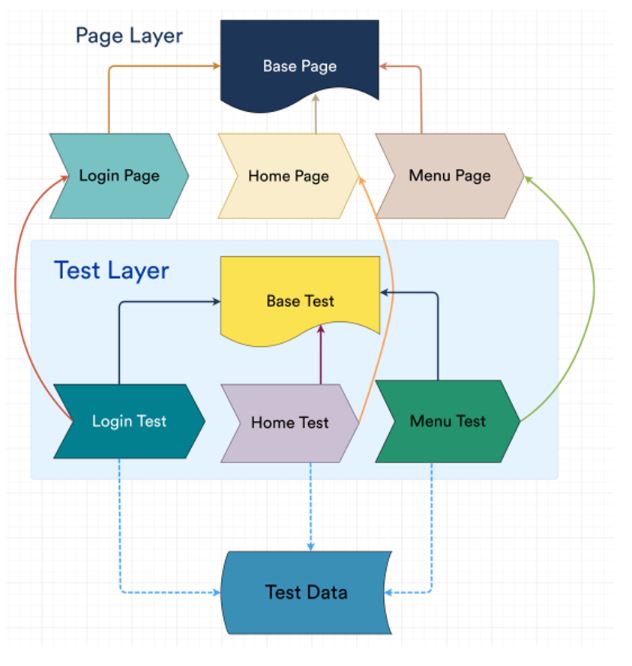 Page Layer
Base Page
Login Page
Home Page
Menu Page
Test Layer
Base Test
Login Test
Home Test
Menu Test
Test Data